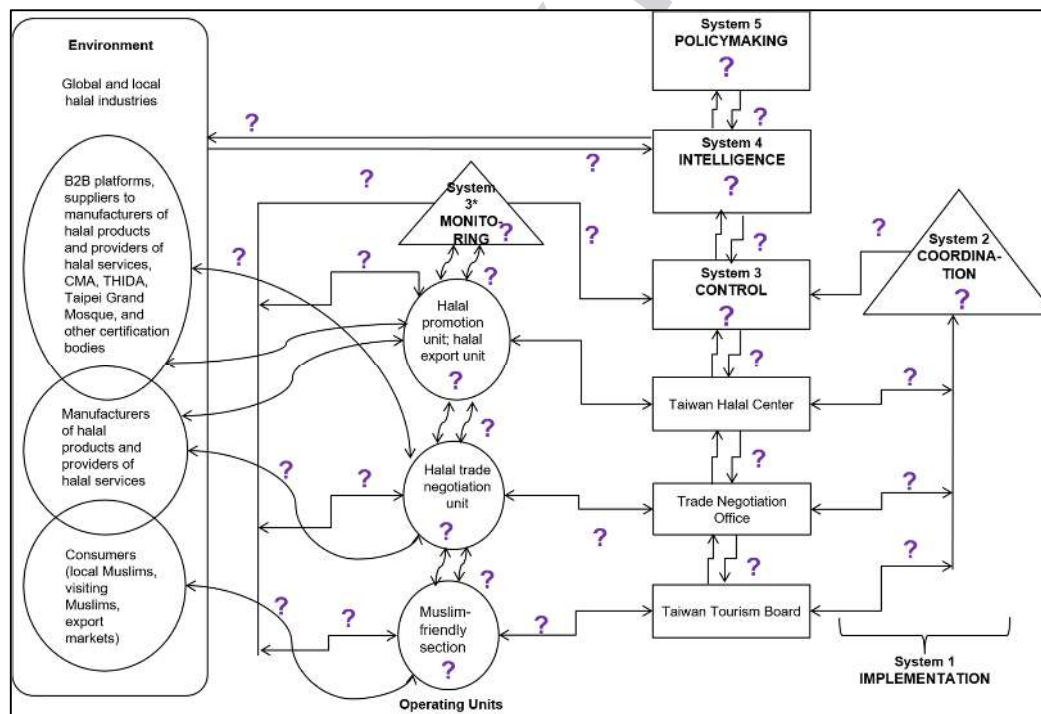 Environment
Global and local
halal industries
B2B platforms,
suppliers to
manufacturers of
halal products
and providers of
halal services,
CMA, THIDA,
Taipei Grand
Mosque, and
other certification
bodies
Manufacturers
of halal
products and
providers of
halal services
Consumers
(local Muslims,
visiting
Muslims,
export
markets)
?
?
?
?
?
?
?
System
3*
MONITO-
RING
?
?
?
Halal
promotion
unit; halal
export unit
?
?
Halal trade
negotiation
unit
?
?
?
?
Muslim-
friendly
section
?
?
?
Operating Units
?
System 5
POLICYMAKING
?
?
System 4
INTELLIGENCE
?
?
System 3
CONTROL
?
?
Taiwan Halal Center
?
Trade Negotiation
Office
?
Taiwan Tourism Board
?
System 2
COORDINA-
TION
?
?
?
?
System 1
IMPLEMENTATION